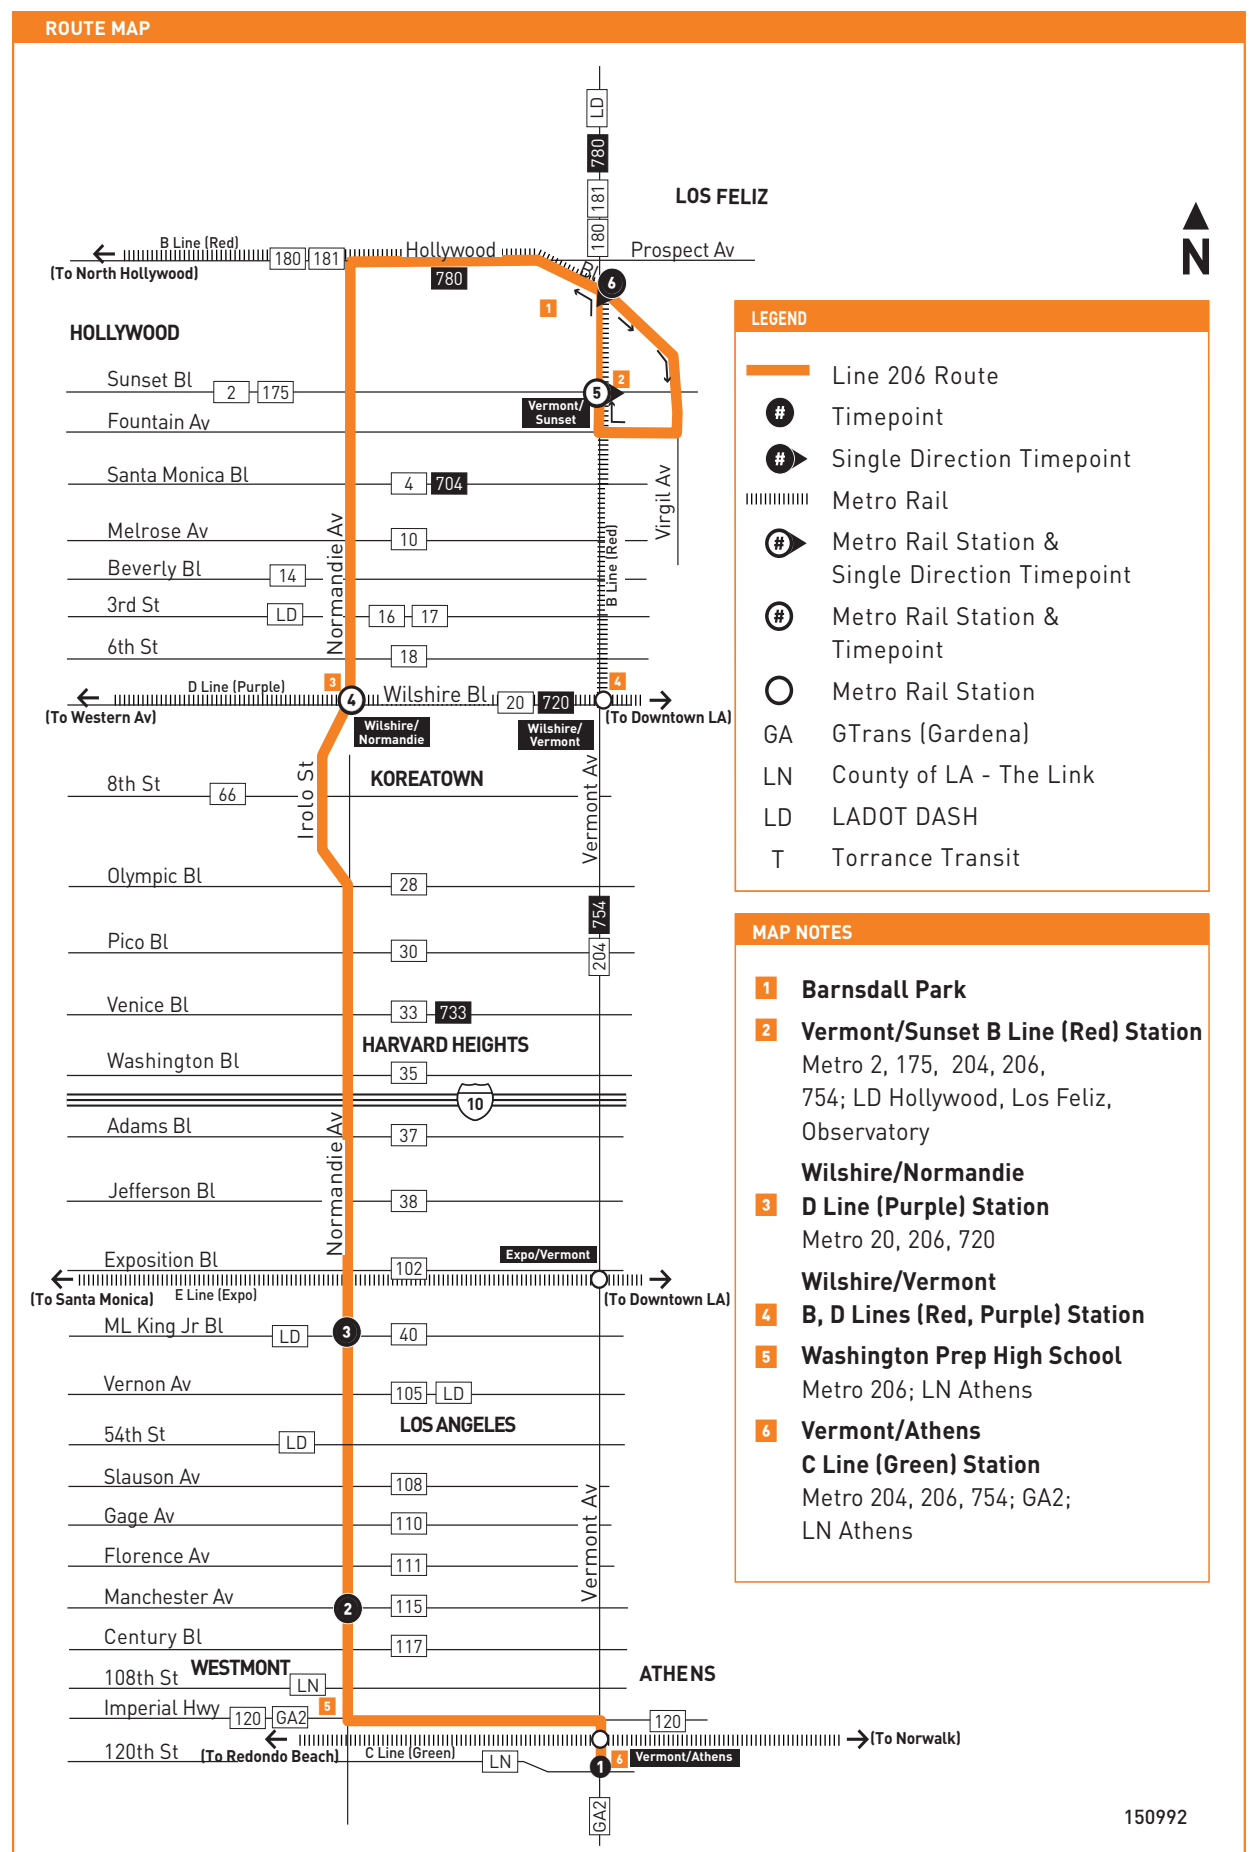 ROUTE MAP
LD
780
181
180
LOS FELIZ
B Line (Red)
180
181
Hollywood
Bl
Prospect Av
(To North Hollywood)
780
6
N
1
HOLLYWOOD
Sunset Bl
2
175
5
2
Vermont/
Sunset
Fountain Av
Santa Monica Bl
4
704
Virgil Av
Normandie Av
Melrose Av
10
B Line (Red)
Beverly Bl
14
3rd St
LD
16
17
6th St
18
D Line (Purple)
3
4
Wilshire Bl
20
720
4
(To Western Av)
Wilshire/
Normandie
Wilshire/
Vermont
(To Downtown LA)
Irolo St
KOREATOWN
Vermont Av
8th St
66
Olympic Bl
28
754
204
Pico Bl
30
Venice Bl
33
733
HARVARD HEIGHTS
Washington Bl
35
10
Adams Bl
37
Normandie Av
Jefferson Bl
38
Exposition Bl
102
Expo/Vermont
(To Santa Monica)
E Line (Expo)
(To Downtown LA)
ML King Jr Bl
LD
3
40
Vernon Av
105
LD
LOS ANGELES
54th St
LD
Slauson Av
108
Vermont Av
Gage Av
110
Florence Av
111
Manchester Av
2
115
Century Bl
117
WESTMONT
ATHENS
108th St
LN
Imperial Hwy
120
GA2
5
120
(To Redondo Beach)
C Line (Green)
(To Norwalk)
120th St
LN
1
6
Vermont/Athens
GA2
LEGEND
Line 206 Route
# Timepoint
# Single Direction Timepoint
Metro Rail
# Metro Rail Station &
Single Direction Timepoint
# Metro Rail Station &
Timepoint
Metro Rail Station
GA GTrans (Gardena)
LN County of LA - The Link
LD LADOT DASH
T Torrance Transit
MAP NOTES
1 Barnsdall Park
2 Vermont/Sunset B Line (Red) Station
Metro 2, 175, 204, 206,
754; LD Hollywood, Los Feliz,
Observatory
Wilshire/Normandie
3 D Line (Purple) Station
Metro 20, 206, 720
Wilshire/Vermont
4 B, D Lines (Red, Purple) Station
5 Washington Prep High School
Metro 206; LN Athens
6 Vermont/Athens
C Line (Green) Station
Metro 204, 206, 754; GA2;
LN Athens
150992